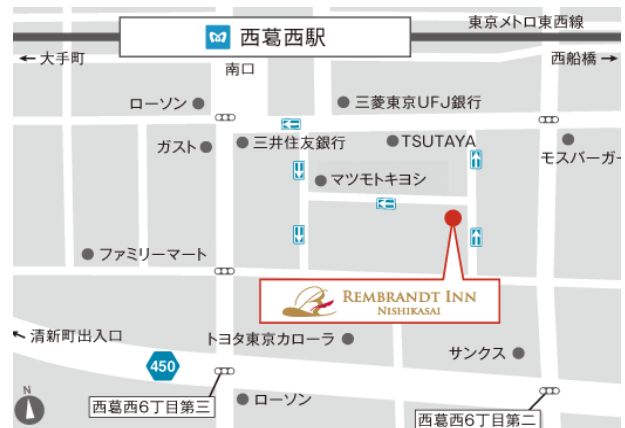 東京メトロ東西線
西葛西駅
← 大手町
西船橋 →
南口
ローソン
三菱東京UFJ銀行
ガスト
三井住友銀行
TSUTAYA
モスバーガー
マツモトキヨシ
ファミリーマート
REMBRANDT INN
NISHIKASAI
清新町出入口
トヨタ東京カローラ
サンクス
450
N
西葛西6丁目第三
ローソン
西葛西6丁目第二